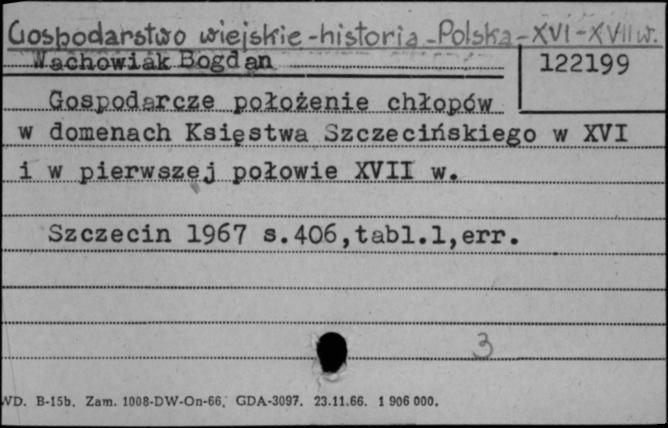 Gospodarstwo wiejskie-historia-Polska-XVI-XVII w.
Wachowiak Bogdan
122199
Gospodarcze położenie chłopów
w domenach Księstwa Szczecińskiego w XVI
i w pierwszej połowie XVII w.
Szczecin 1967 s.406,tabl.1,err.
3
WD. B-15b. Zam. 1008-DW-On-66. GDA-3097. 23.11.66. 1 906 000.